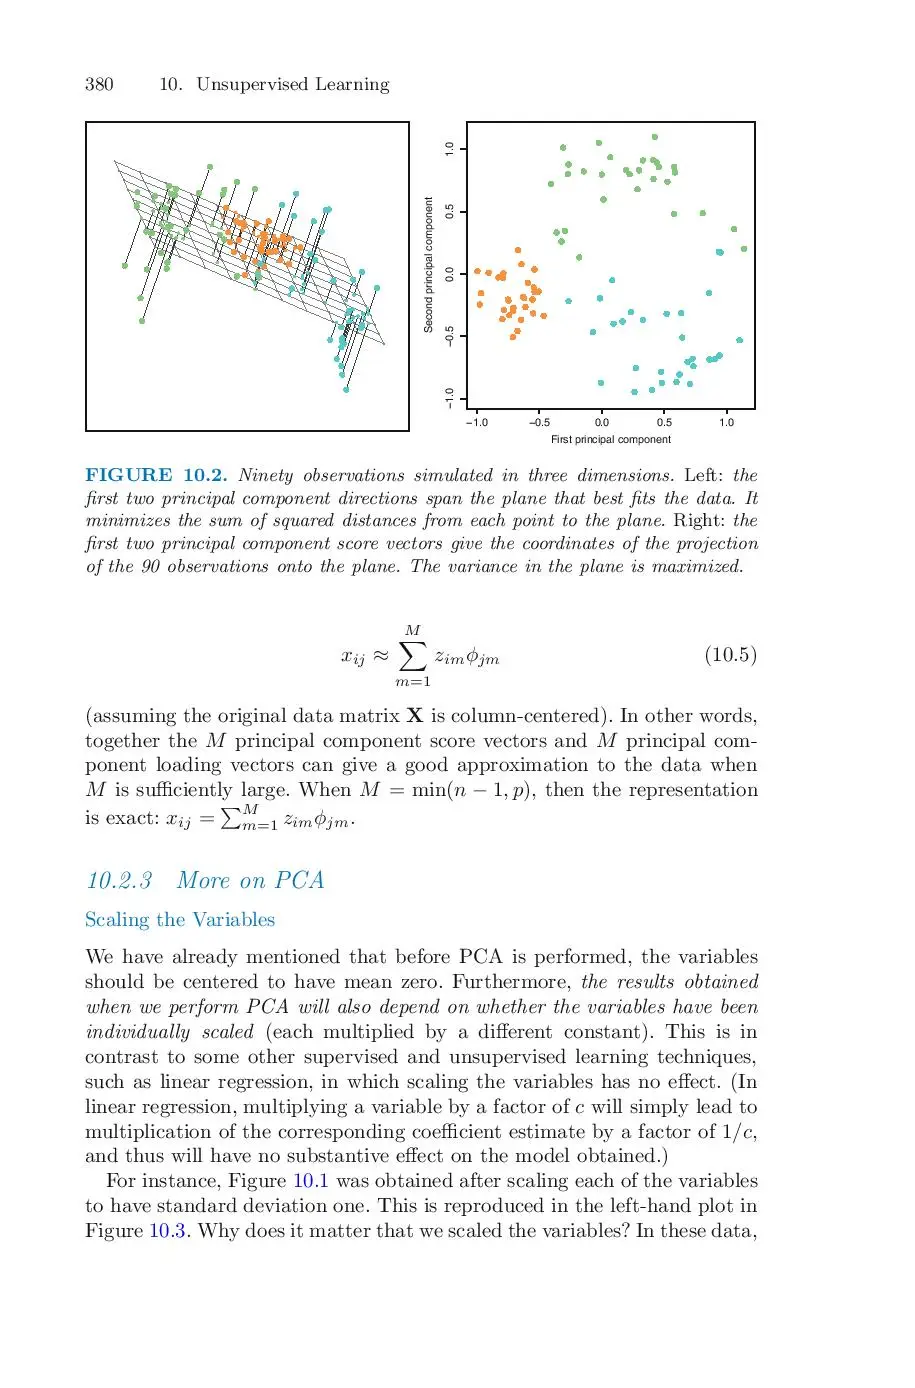 380 10. Unsupervised Learning
Second principal component
−1.0 −0.5 0.0 0.5 1.0
−1.0 −0.5 0.0 0.5 1.0
First principal component
FIGURE 10.2. Ninety observations simulated in three dimensions. Left: the
first two principal component directions span the plane that best fits the data. It
minimizes the sum of squared distances from each point to the plane. Right: the
first two principal component score vectors give the coordinates of the projection
of the 90 observations onto the plane. The variance in the plane is maximized.
x_{ij} ≈ \sum_{m=1}^{M} z_{im}ϕ_{jm} (10.5)
(assuming the original data matrix X is column-centered). In other words,
together the M principal component score vectors and M principal com-
ponent loading vectors can give a good approximation to the data when
M is sufficiently large. When M = min(n − 1, p), then the representation
is exact: x_{ij} = \sum_{m=1}^{M} z_{im}ϕ_{jm}.
10.2.3 More on PCA
Scaling the Variables
We have already mentioned that before PCA is performed, the variables
should be centered to have mean zero. Furthermore, the results obtained
when we perform PCA will also depend on whether the variables have been
individually scaled (each multiplied by a different constant). This is in
contrast to some other supervised and unsupervised learning techniques,
such as linear regression, in which scaling the variables has no effect. (In
linear regression, multiplying a variable by a factor of c will simply lead to
multiplication of the corresponding coefficient estimate by a factor of 1/c,
and thus will have no substantive effect on the model obtained.)
For instance, Figure 10.1 was obtained after scaling each of the variables
to have standard deviation one. This is reproduced in the left-hand plot in
Figure 10.3. Why does it matter that we scaled the variables? In these data,